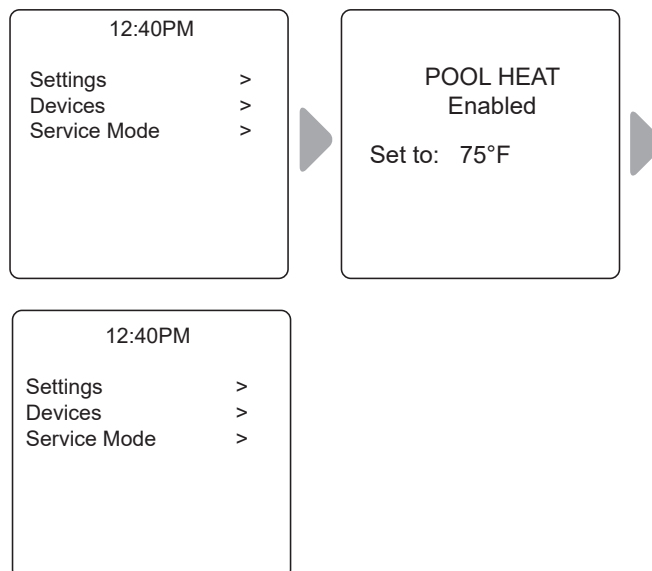 12:40PM
Settings >
Devices >
Service Mode >
POOL HEAT
Enabled
Set to: 75°F
12:40PM
Settings >
Devices >
Service Mode >